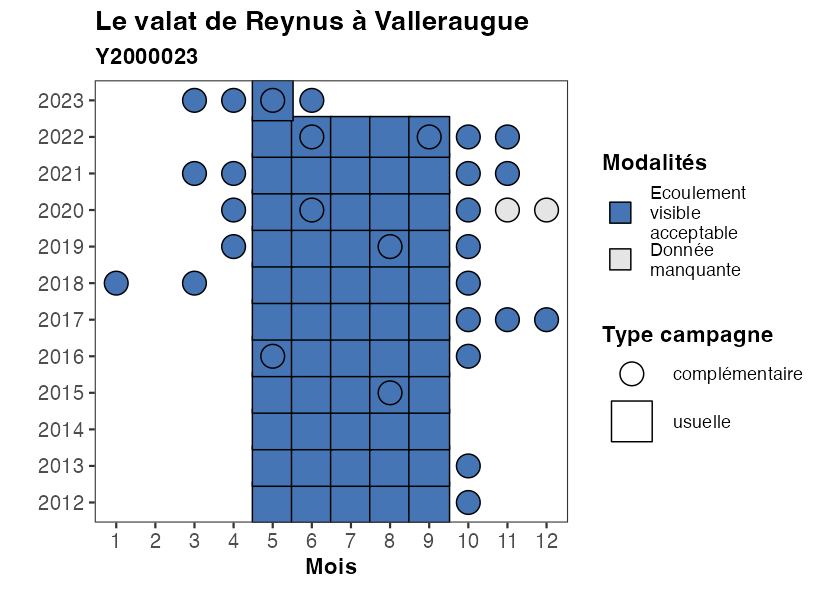 Le valat de Reynus à Valleraugue
Y2000023
2023
2022
2021
2020
2019
2018
2017
2016
2015
2014
2013
2012
1 2 3 4 5 6 7 8 9 10 11 12
Mois
Modalités
Ecoulement
visible
acceptable
Donnée
manquante
Type campagne
complémentaire
usuelle